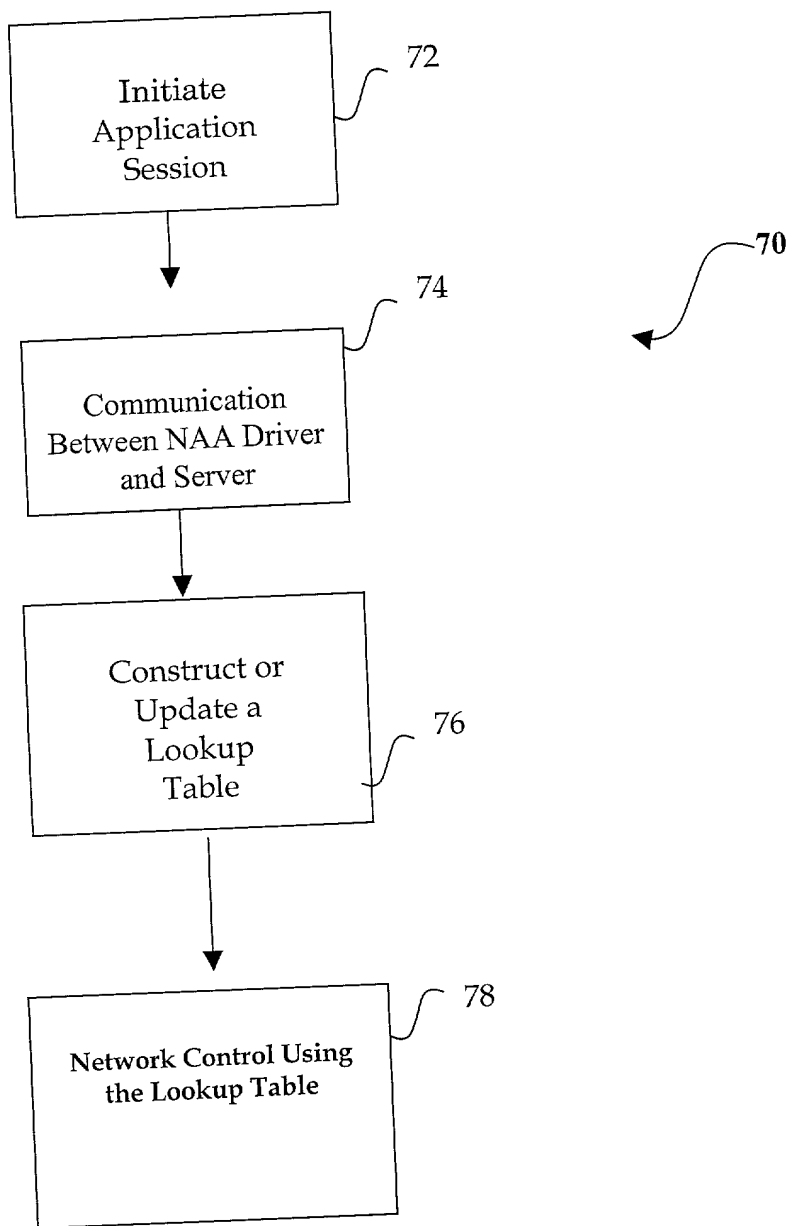 Initiate
Application
Session
72
70
74
Communication
Between NAA Driver
and Server
Construct or
Update a
Lookup
Table
76
78
Network Control Using
the Lookup Table